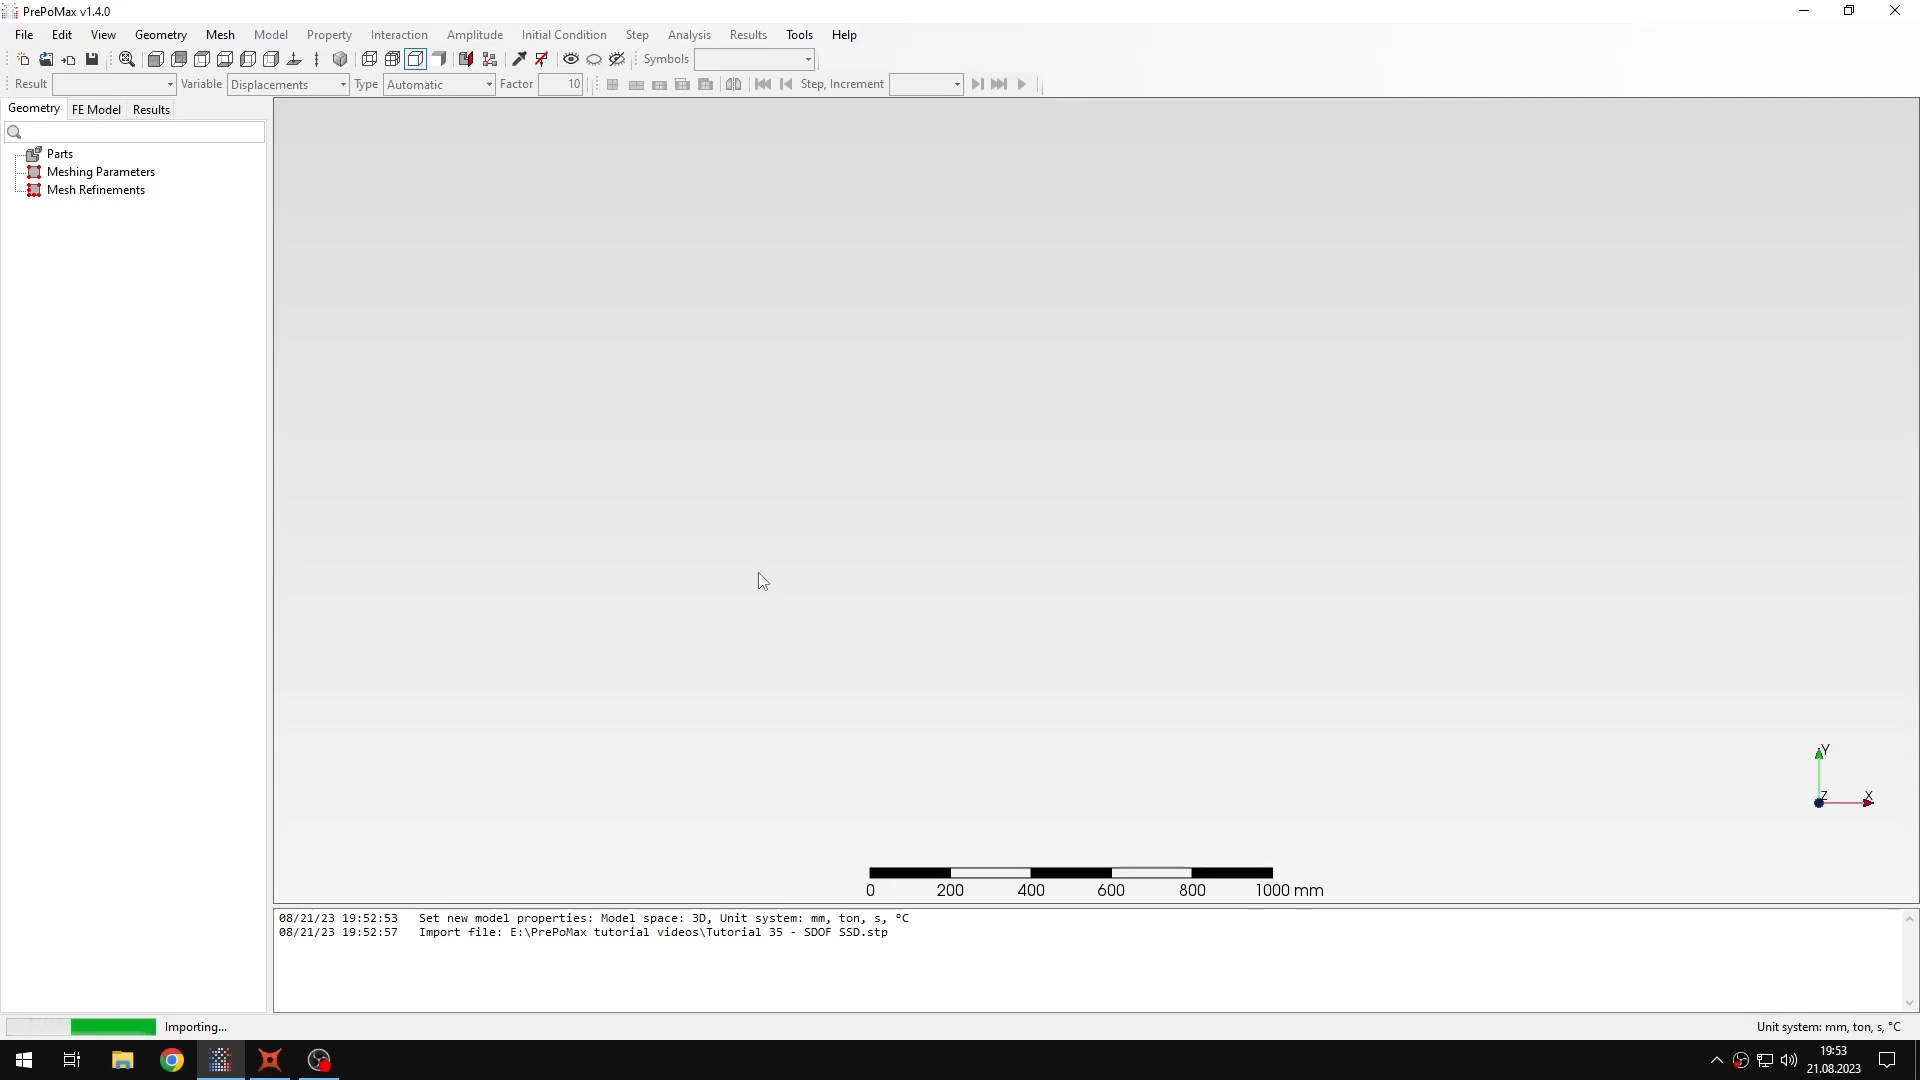 PrePoMax v1.4.0
File Edit View Geometry Mesh Model Property Interaction Amplitude Initial Condition Step Analysis Results Tools Help
Symbols
Result Variable Displacements Type Automatic Factor 10 Step, Increment
Geometry FE Model Results
Parts
Meshing Parameters
Mesh Refinements
Y
Z X
0 200 400 600 800 1000 mm
08/21/23 19:52:53 Set new model properties: Model space: 3D, Unit system: mm, ton, s, °C
08/21/23 19:52:57 Import file: E:\PrePoMax tutorial videos\Tutorial 35 - SDOF SSD.stp
Importing... Unit system: mm, ton, s, °C
19:53
21.08.2023